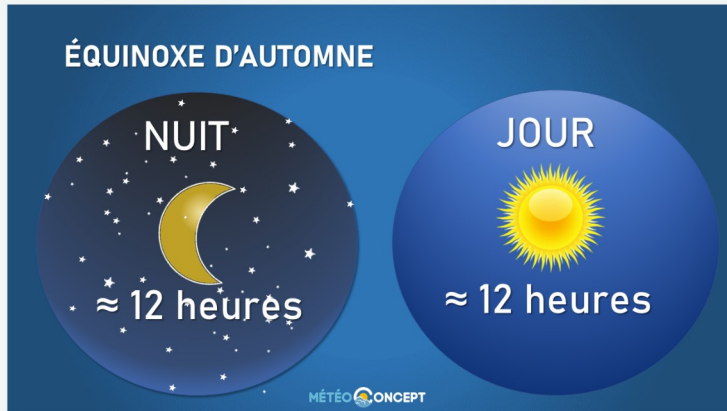 ÉQUINOXE D'AUTOMNE
NUIT
≈ 12 heures
JOUR
≈ 12 heures
MÉTÉO CONCEPT